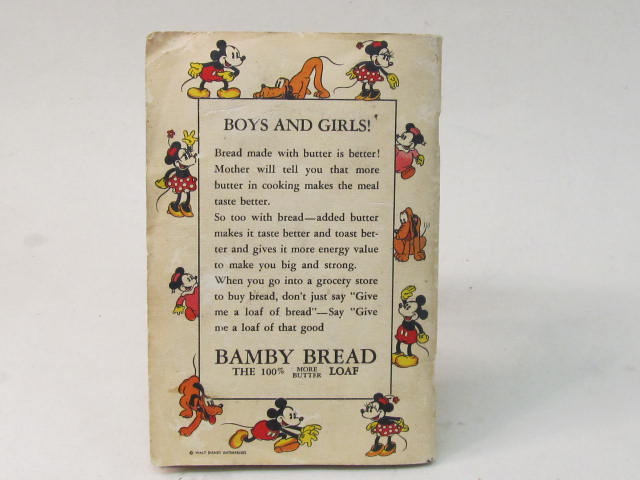 BOYS AND GIRLS!
Bread made with butter is better!
Mother will tell you that more
butter in cooking makes the meal
taste better.
So too with bread—added butter
makes it taste better and toast bet-
ter and gives it more energy value
to make you big and strong.
When you go into a grocery store
to buy bread, don't just say "Give
me a loaf of bread"—Say "Give
me a loaf of that good
BAMBY BREAD
THE 100% MORE BUTTER LOAF
© WALT DISNEY ENTERPRISES